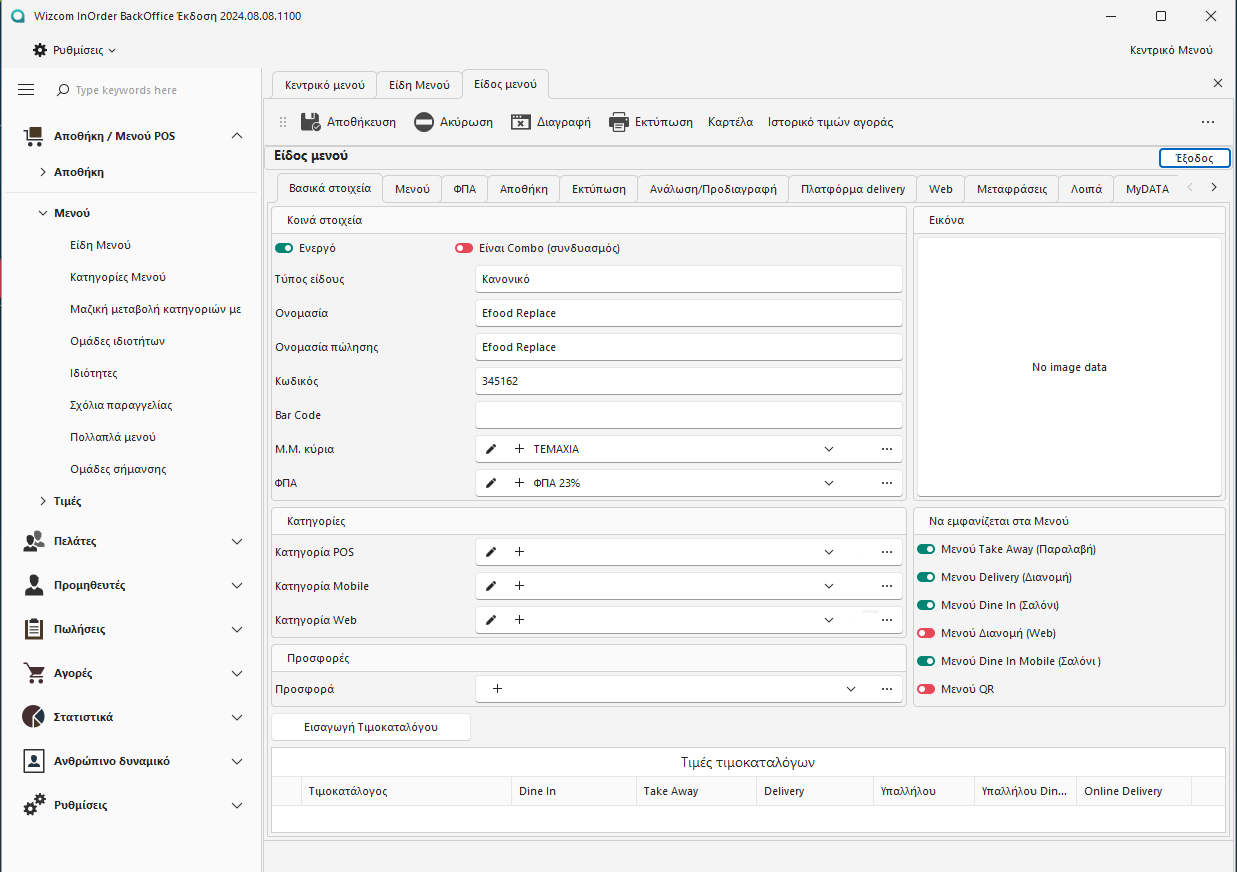 Wizcom InOrder BackOffice Έκδοση 2024.08.08.1100
Ρυθμίσεις
Κεντρικό Μενού
Type keywords here
Αποθήκη / Μενού POS
Αποθήκη
Μενού
Είδη Μενού
Κατηγορίες Μενού
Μαζική μεταβολή κατηγοριών με
Ομάδες ιδιοτήτων
Ιδιότητες
Σχόλια παραγγελίας
Πολλαπλά μενού
Ομάδες σήμανσης
Τιμές
Πελάτες
Προμηθευτές
Πωλήσεις
Αγορές
Στατιστικά
Ανθρώπινο δυναμικό
Ρυθμίσεις
Κεντρικό μενού Είδη Μενού Είδος μενού
Αποθήκευση Ακύρωση Διαγραφή Εκτύπωση Καρτέλα Ιστορικό τιμών αγοράς
Είδος μενού
Έξοδος
Βασικά στοιχεία Μενού ΦΠΑ Αποθήκη Εκτύπωση Ανάλωση/Προδιαγραφή Πλατφόρμα delivery Web Μεταφράσεις Λοιπά MyDATA
Κοινά στοιχεία
Ενεργό Είναι Combo (συνδυασμός)
Τύπος είδους Κανονικό
Ονομασία Efood Replace
Ονομασία πώλησης Efood Replace
Κωδικός 345162
Bar Code
Μ.Μ. κύρια ΤΕΜΑΧΙΑ
ΦΠΑ ΦΠΑ 23%
Εικόνα
No image data
Κατηγορίες
Κατηγορία POS
Κατηγορία Mobile
Κατηγορία Web
Να εμφανίζεται στα Μενού
Μενού Take Away (Παραλαβή)
Μενου Delivery (Διανομή)
Μενού Dine In (Σαλόνι)
Μενού Διανομή (Web)
Μενού Dine In Mobile (Σαλόνι )
Μενού QR
Προσφορές
Προσφορά
Εισαγωγή Τιμοκαταλόγου
Τιμές τιμοκαταλόγων
Τιμοκατάλογος Dine In Take Away Delivery Υπαλλήλου Υπαλλήλου Din... Online Delivery